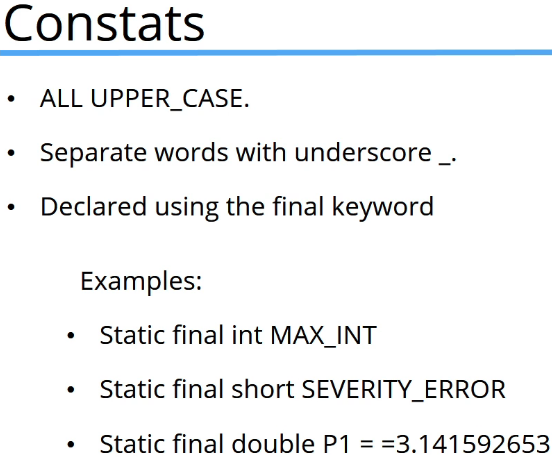 Constats
• ALL UPPER_CASE.
• Separate words with underscore _.
• Declared using the final keyword
Examples:
• Static final int MAX_INT
• Static final short SEVERITY_ERROR
• Static final double P1 = =3.141592653